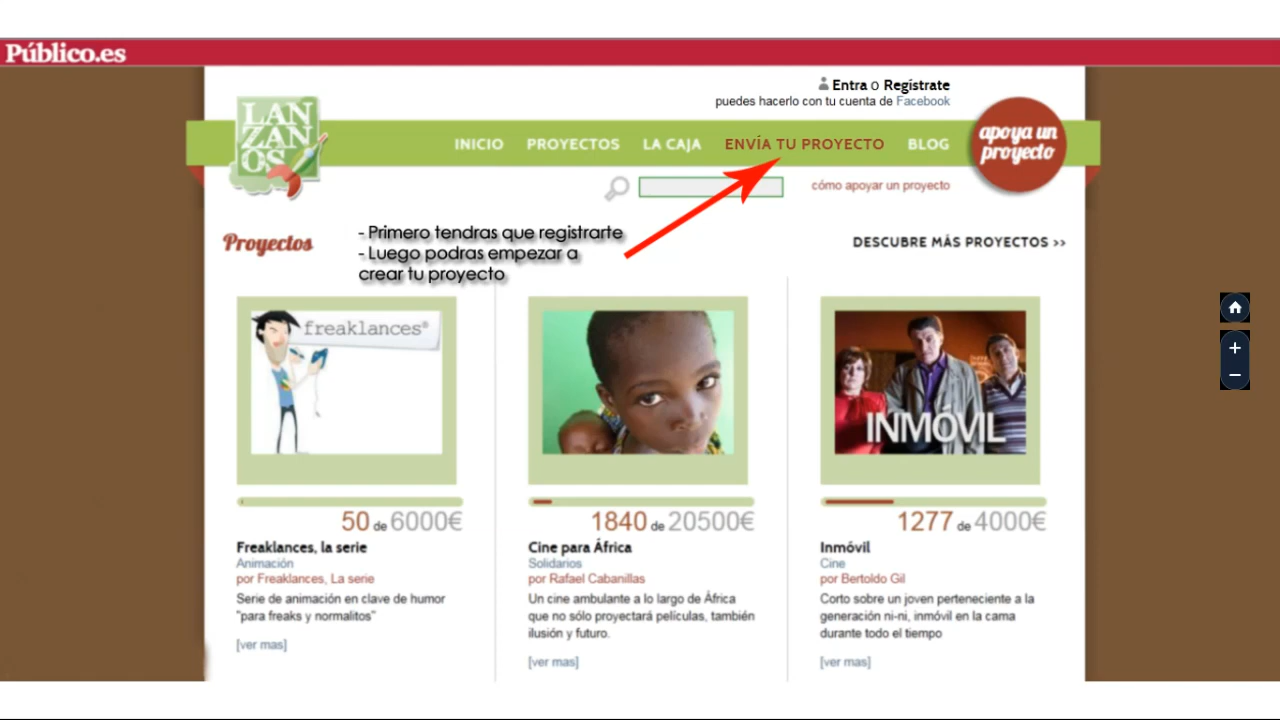 Público.es
Entra o Regístrate
puedes hacerlo con tu cuenta de Facebook
LAN
ZAN
OS
INICIO PROYECTOS LA CAJA ENVÍA TU PROYECTO BLOG
apoya un
proyecto
cómo apoyar un proyecto
Proyectos
- Primero tendras que registrarte
- Luego podras empezar a
crear tu proyecto
DESCUBRE MÁS PROYECTOS >>
freaklances®
INMÓVIL
50 de 6000€
Freaklances, la serie
Animación
por Freaklances, La serie
Serie de animación en clave de humor
"para freaks y normalitos"
[ver mas]
1840 de 20500€
Cine para África
Solidarios
por Rafael Cabanillas
Un cine ambulante a lo largo de África
que no sólo proyectará películas, también
ilusión y futuro.
[ver mas]
1277 de 4000€
Inmóvil
Cine
por Bertoldo Gil
Corto sobre un joven perteneciente a la
generación ni-ni, inmóvil en la cama
durante todo el tiempo
[ver mas]